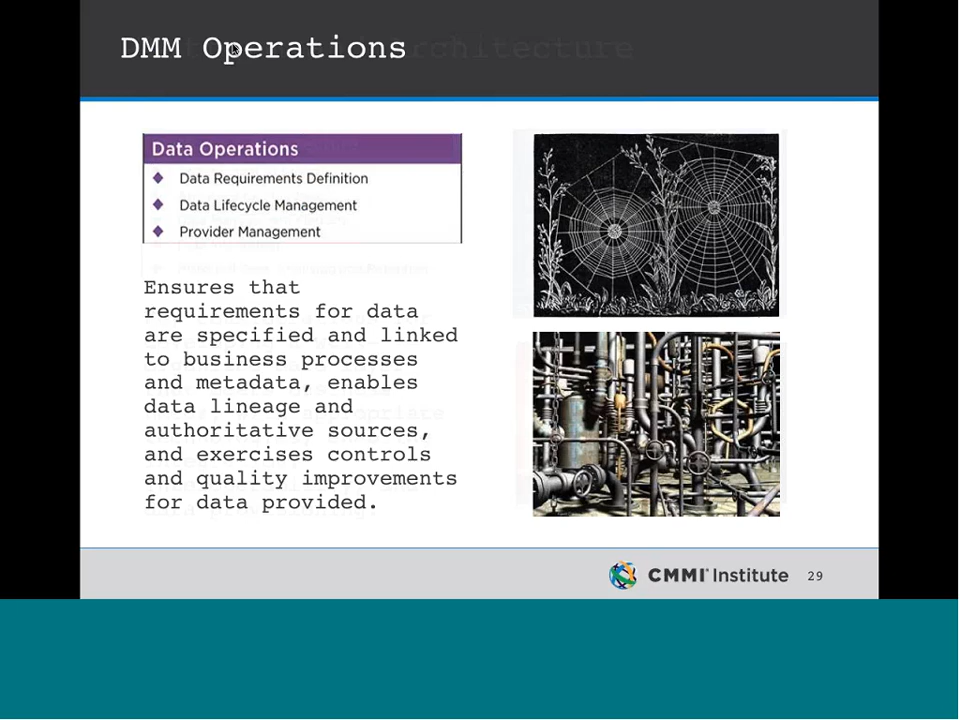 DMM Operations
Data Operations
Data Requirements Definition
Data Lifecycle Management
Provider Management
Ensures that
requirements for data
are specified and linked
to business processes
and metadata, enables
data lineage and
authoritative sources,
and exercises controls
and quality improvements
for data provided.
CMMI® Institute
29